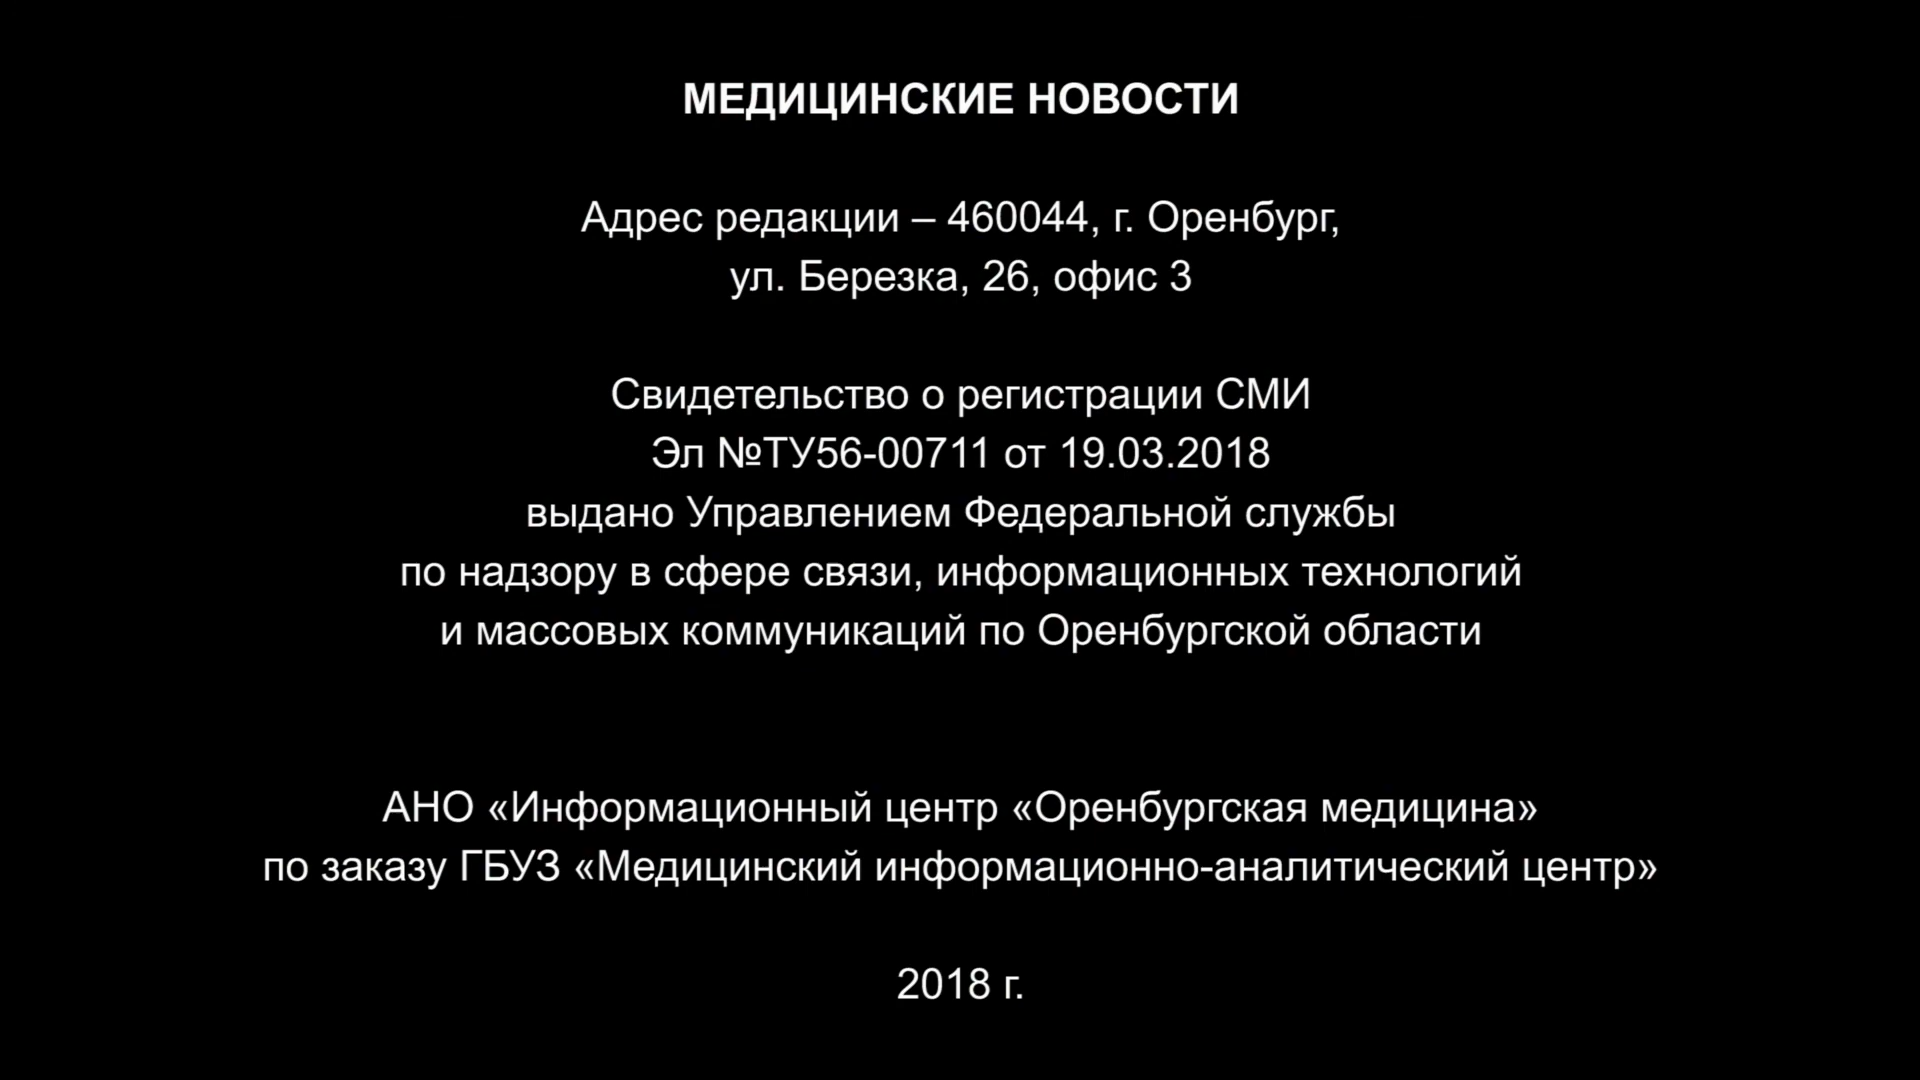 МЕДИЦИНСКИЕ НОВОСТИ
Адрес редакции – 460044, г. Оренбург,
ул. Березка, 26, офис 3
Свидетельство о регистрации СМИ
Эл №ТУ56-00711 от 19.03.2018
выдано Управлением Федеральной службы
по надзору в сфере связи, информационных технологий
и массовых коммуникаций по Оренбургской области
АНО «Информационный центр «Оренбургская медицина»
по заказу ГБУЗ «Медицинский информационно-аналитический центр»
2018 г.